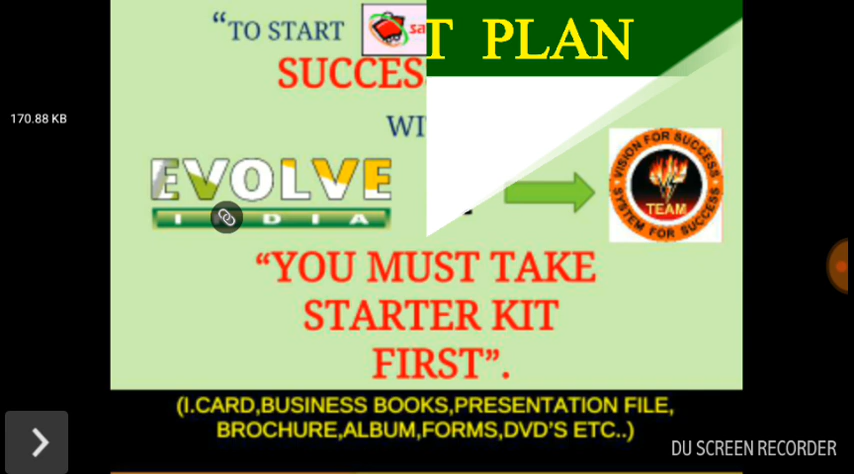 “TO START
sa
T PLAN
SUCCES
170.88 KB
WI
EVOLVE
INDIA
VISION FOR SUCCESS
TEAM
SYSTEM FOR SUCCESS
“YOU MUST TAKE
STARTER KIT
FIRST”.
(I.CARD,BUSINESS BOOKS,PRESENTATION FILE,
BROCHURE,ALBUM,FORMS,DVD'S ETC..)
DU SCREEN RECORDER